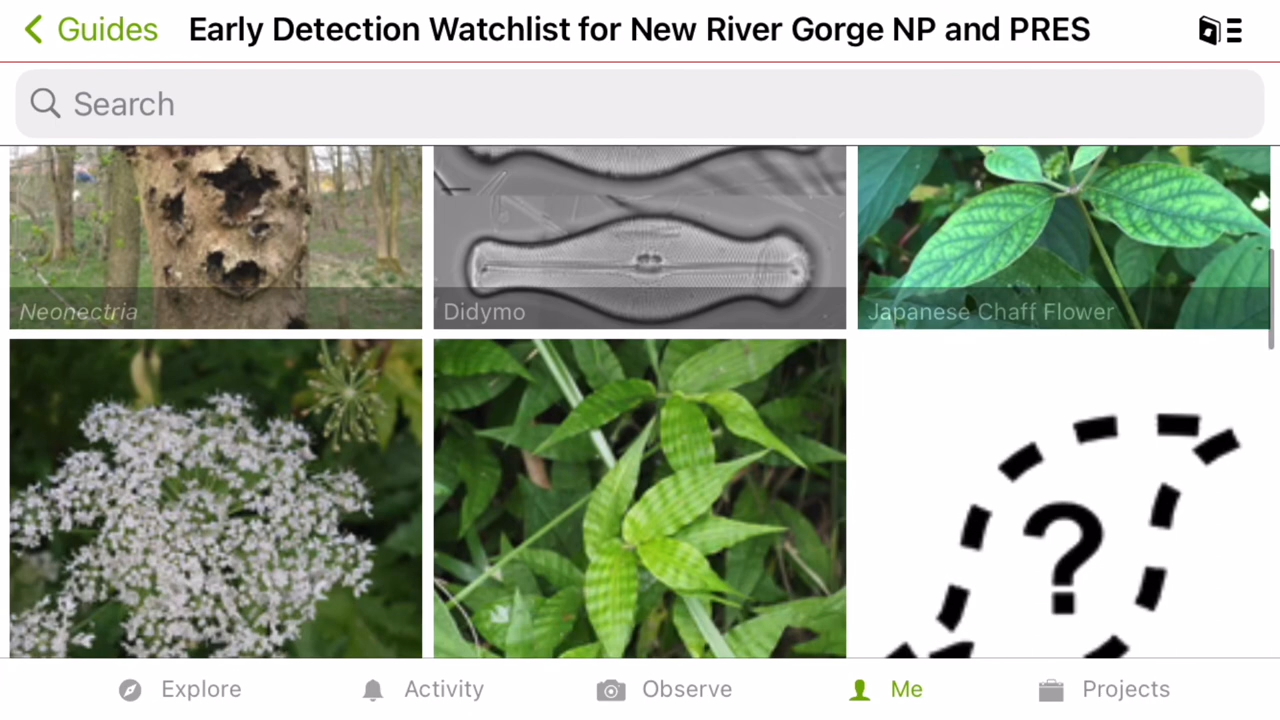 Guides
Early Detection Watchlist for New River Gorge NP and PRES
Search
Neonectria
Didymo
Japanese Chaff Flower
?
Explore
Activity
Observe
Me
Projects